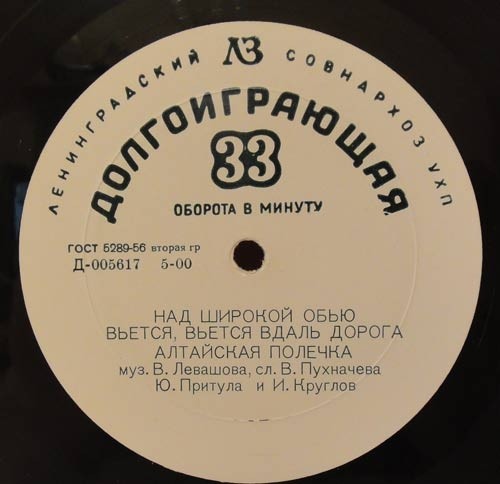 ЛЕНИНГРАДСКИЙ ЛЗ СОВНАРХОЗ УХП
ДОЛГОИГРАЮЩАЯ
33
ОБОРОТА В МИНУТУ
ГОСТ 5289-56 вторая гр
Д-005617 5-00
НАД ШИРОКОЙ ОБЬЮ
ВЬЕТСЯ, ВЬЕТСЯ ВДАЛЬ ДОРОГА
АЛТАЙСКАЯ ПОЛЕЧКА
муз. В. Левашова, сл. В. Пухначева
Ю. Притула и И. Круглов